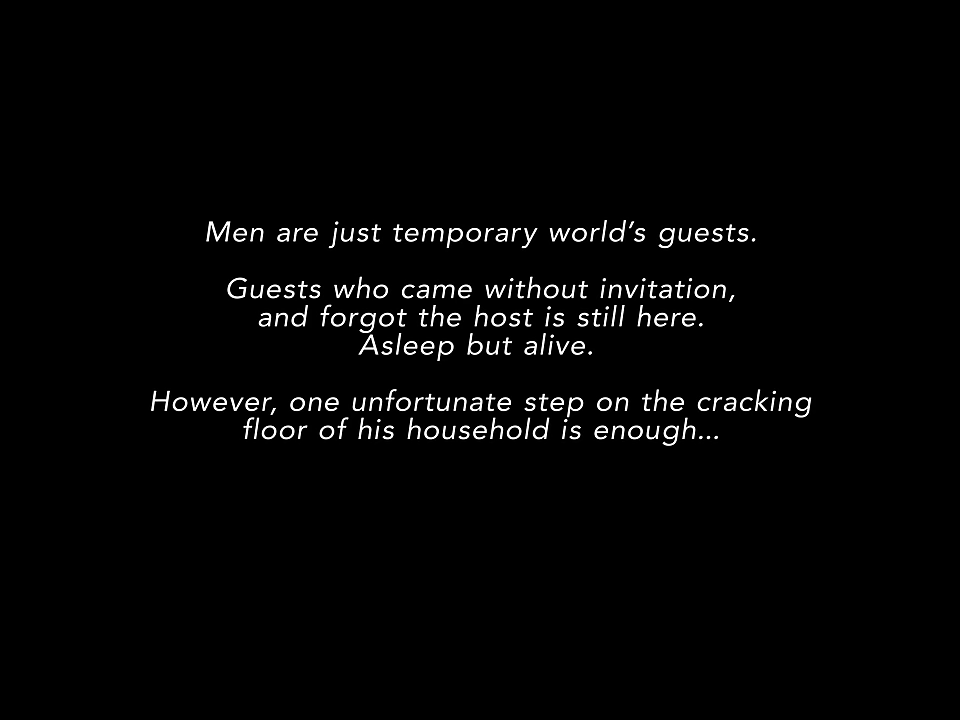 Men are just temporary world’s guests.
Guests who came without invitation,
and forgot the host is still here.
Asleep but alive.
However, one unfortunate step on the cracking
floor of his household is enough...